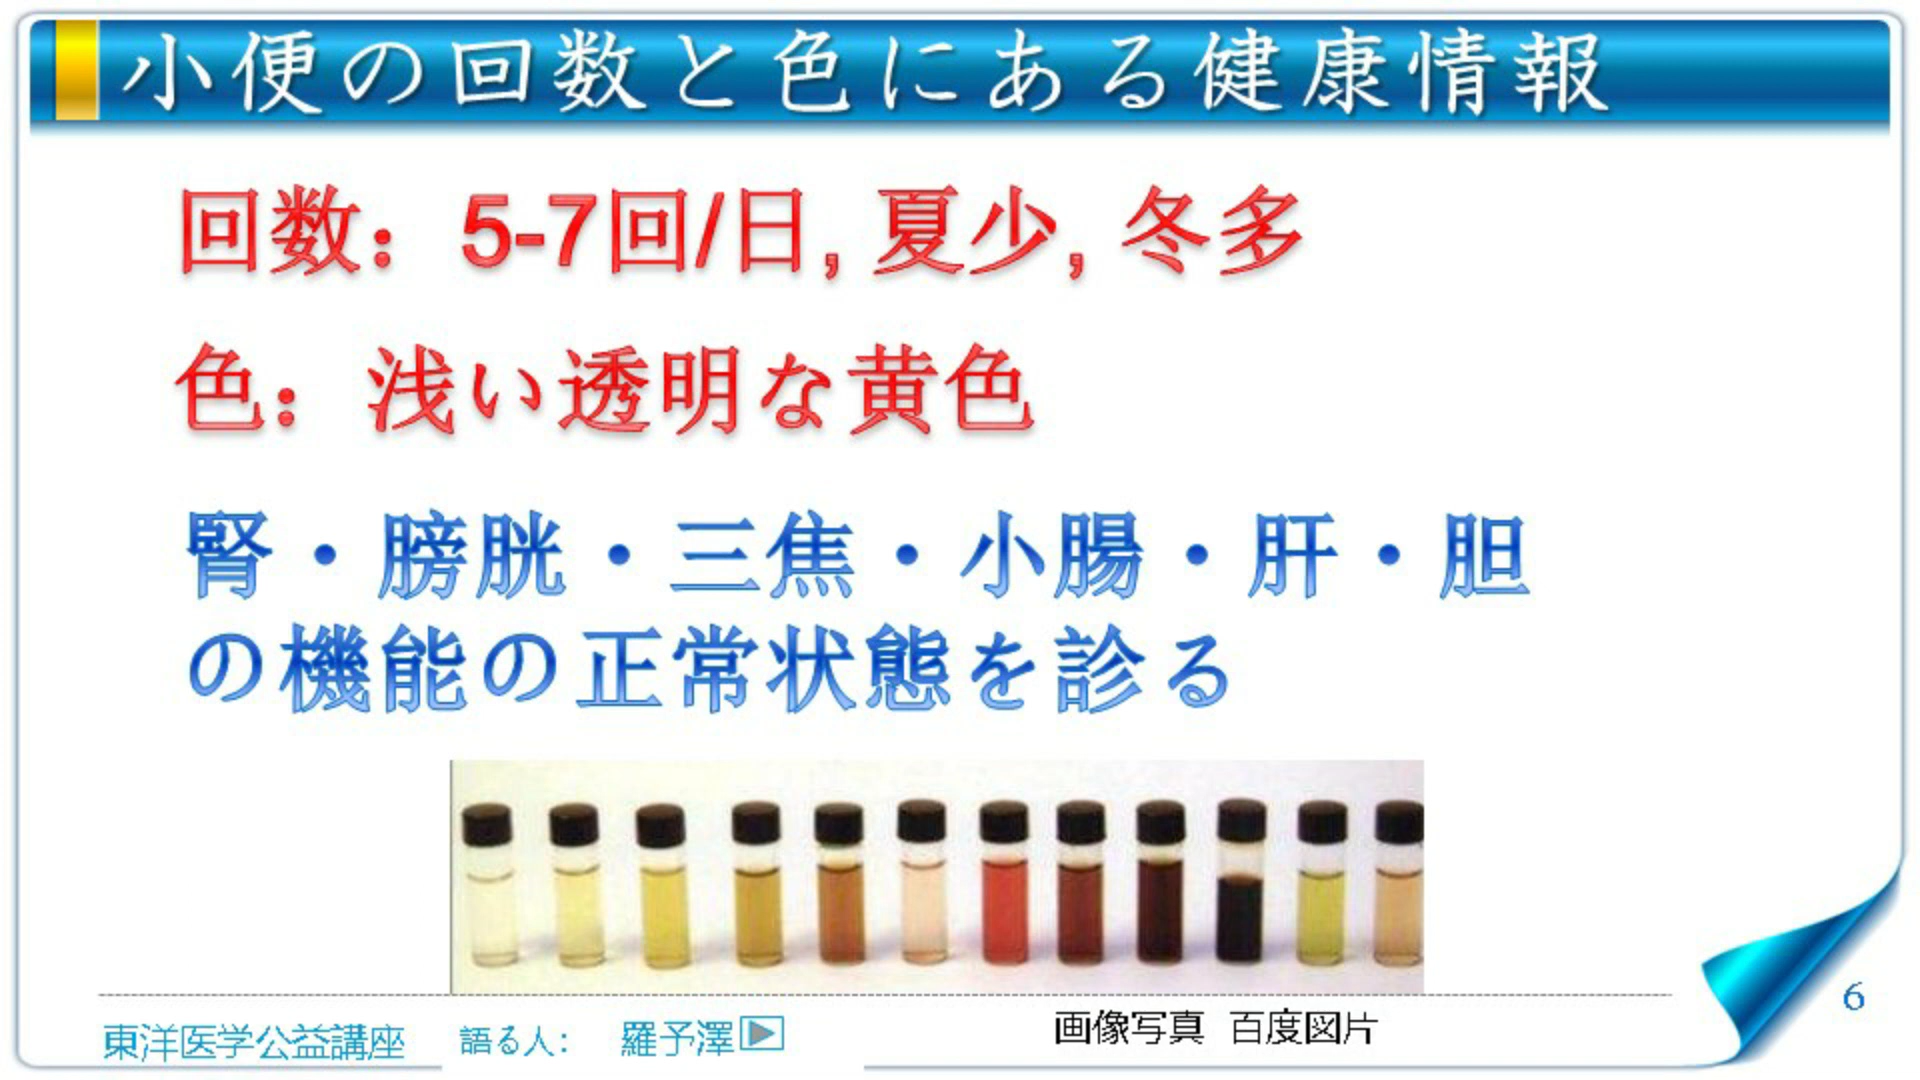 小便の回数と色にある健康情報
回数：5-7回/日, 夏少, 冬多
色：浅い透明な黄色
腎・膀胱・三焦・小腸・肝・胆
の機能の正常状態を診る
東洋医学公益講座 語る人： 羅予澤
画像写真 百度図片
6